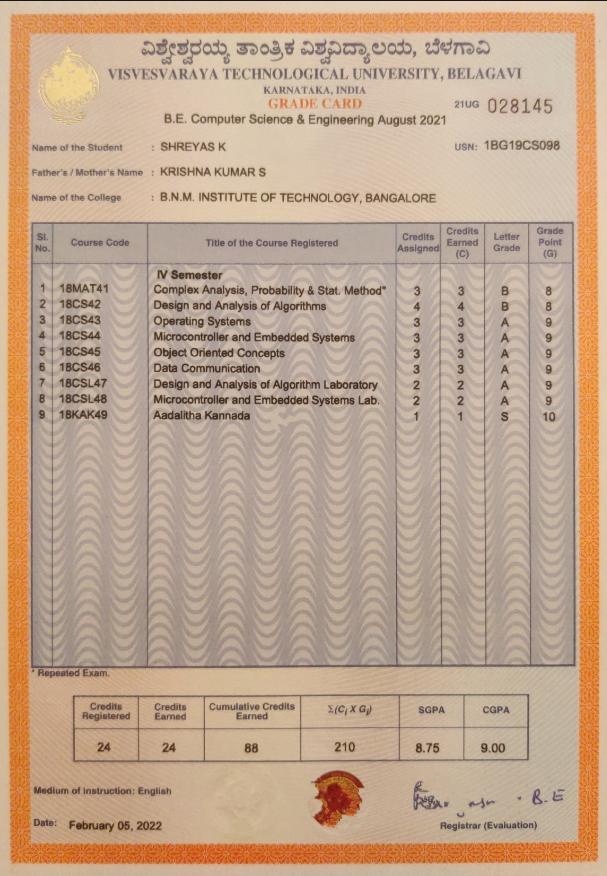 ವಿಶ್ವೇಶ್ವರಯ್ಯ ತಾಂತ್ರಿಕ ವಿಶ್ವವಿದ್ಯಾಲಯ, ಬೆಳಗಾವಿ
VISVESVARAYA TECHNOLOGICAL UNIVERSITY, BELAGAVI
KARNATAKA, INDIA
GRADE CARD
21UG 028145
B.E. Computer Science & Engineering August 2021
Name of the Student : SHREYAS K USN: 1BG19CS098
Father's / Mother's Name : KRISHNA KUMAR S
Name of the College : B.N.M. INSTITUTE OF TECHNOLOGY, BANGALORE
Sl. No. Course Code Title of the Course Registered Credits Assigned Credits Earned (C) Letter Grade Grade Point (G)
IV Semester
1 18MAT41 Complex Analysis, Probability & Stat. Method* 3 3 B 8
2 18CS42 Design and Analysis of Algorithms 4 4 B 8
3 18CS43 Operating Systems 3 3 A 9
4 18CS44 Microcontroller and Embedded Systems 3 3 A 9
5 18CS45 Object Oriented Concepts 3 3 A 9
6 18CS46 Data Communication 3 3 A 9
7 18CSL47 Design and Analysis of Algorithm Laboratory 2 2 A 9
8 18CSL48 Microcontroller and Embedded Systems Lab. 2 2 A 9
9 18KAK49 Aadalitha Kannada 1 1 S 10
* Repeated Exam.
Credits Registered Credits Earned Cumulative Credits Earned Σ(Ci X Gi) SGPA CGPA
24 24 88 210 8.75 9.00
Medium of Instruction: English
B.E
Date: February 05, 2022
Registrar (Evaluation)